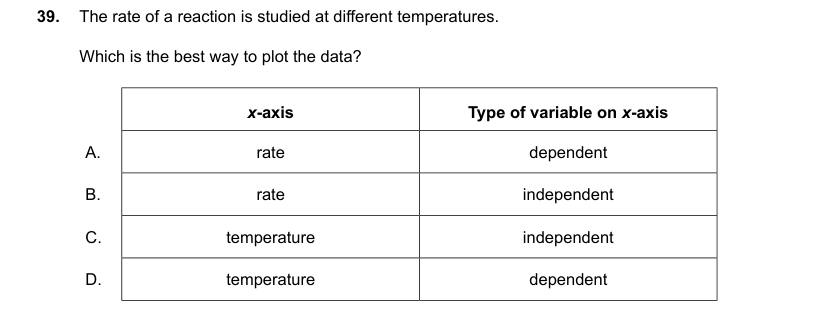 39. The rate of a reaction is studied at different temperatures.
Which is the best way to plot the data?
x-axis Type of variable on x-axis
A. rate dependent
B. rate independent
C. temperature independent
D. temperature dependent